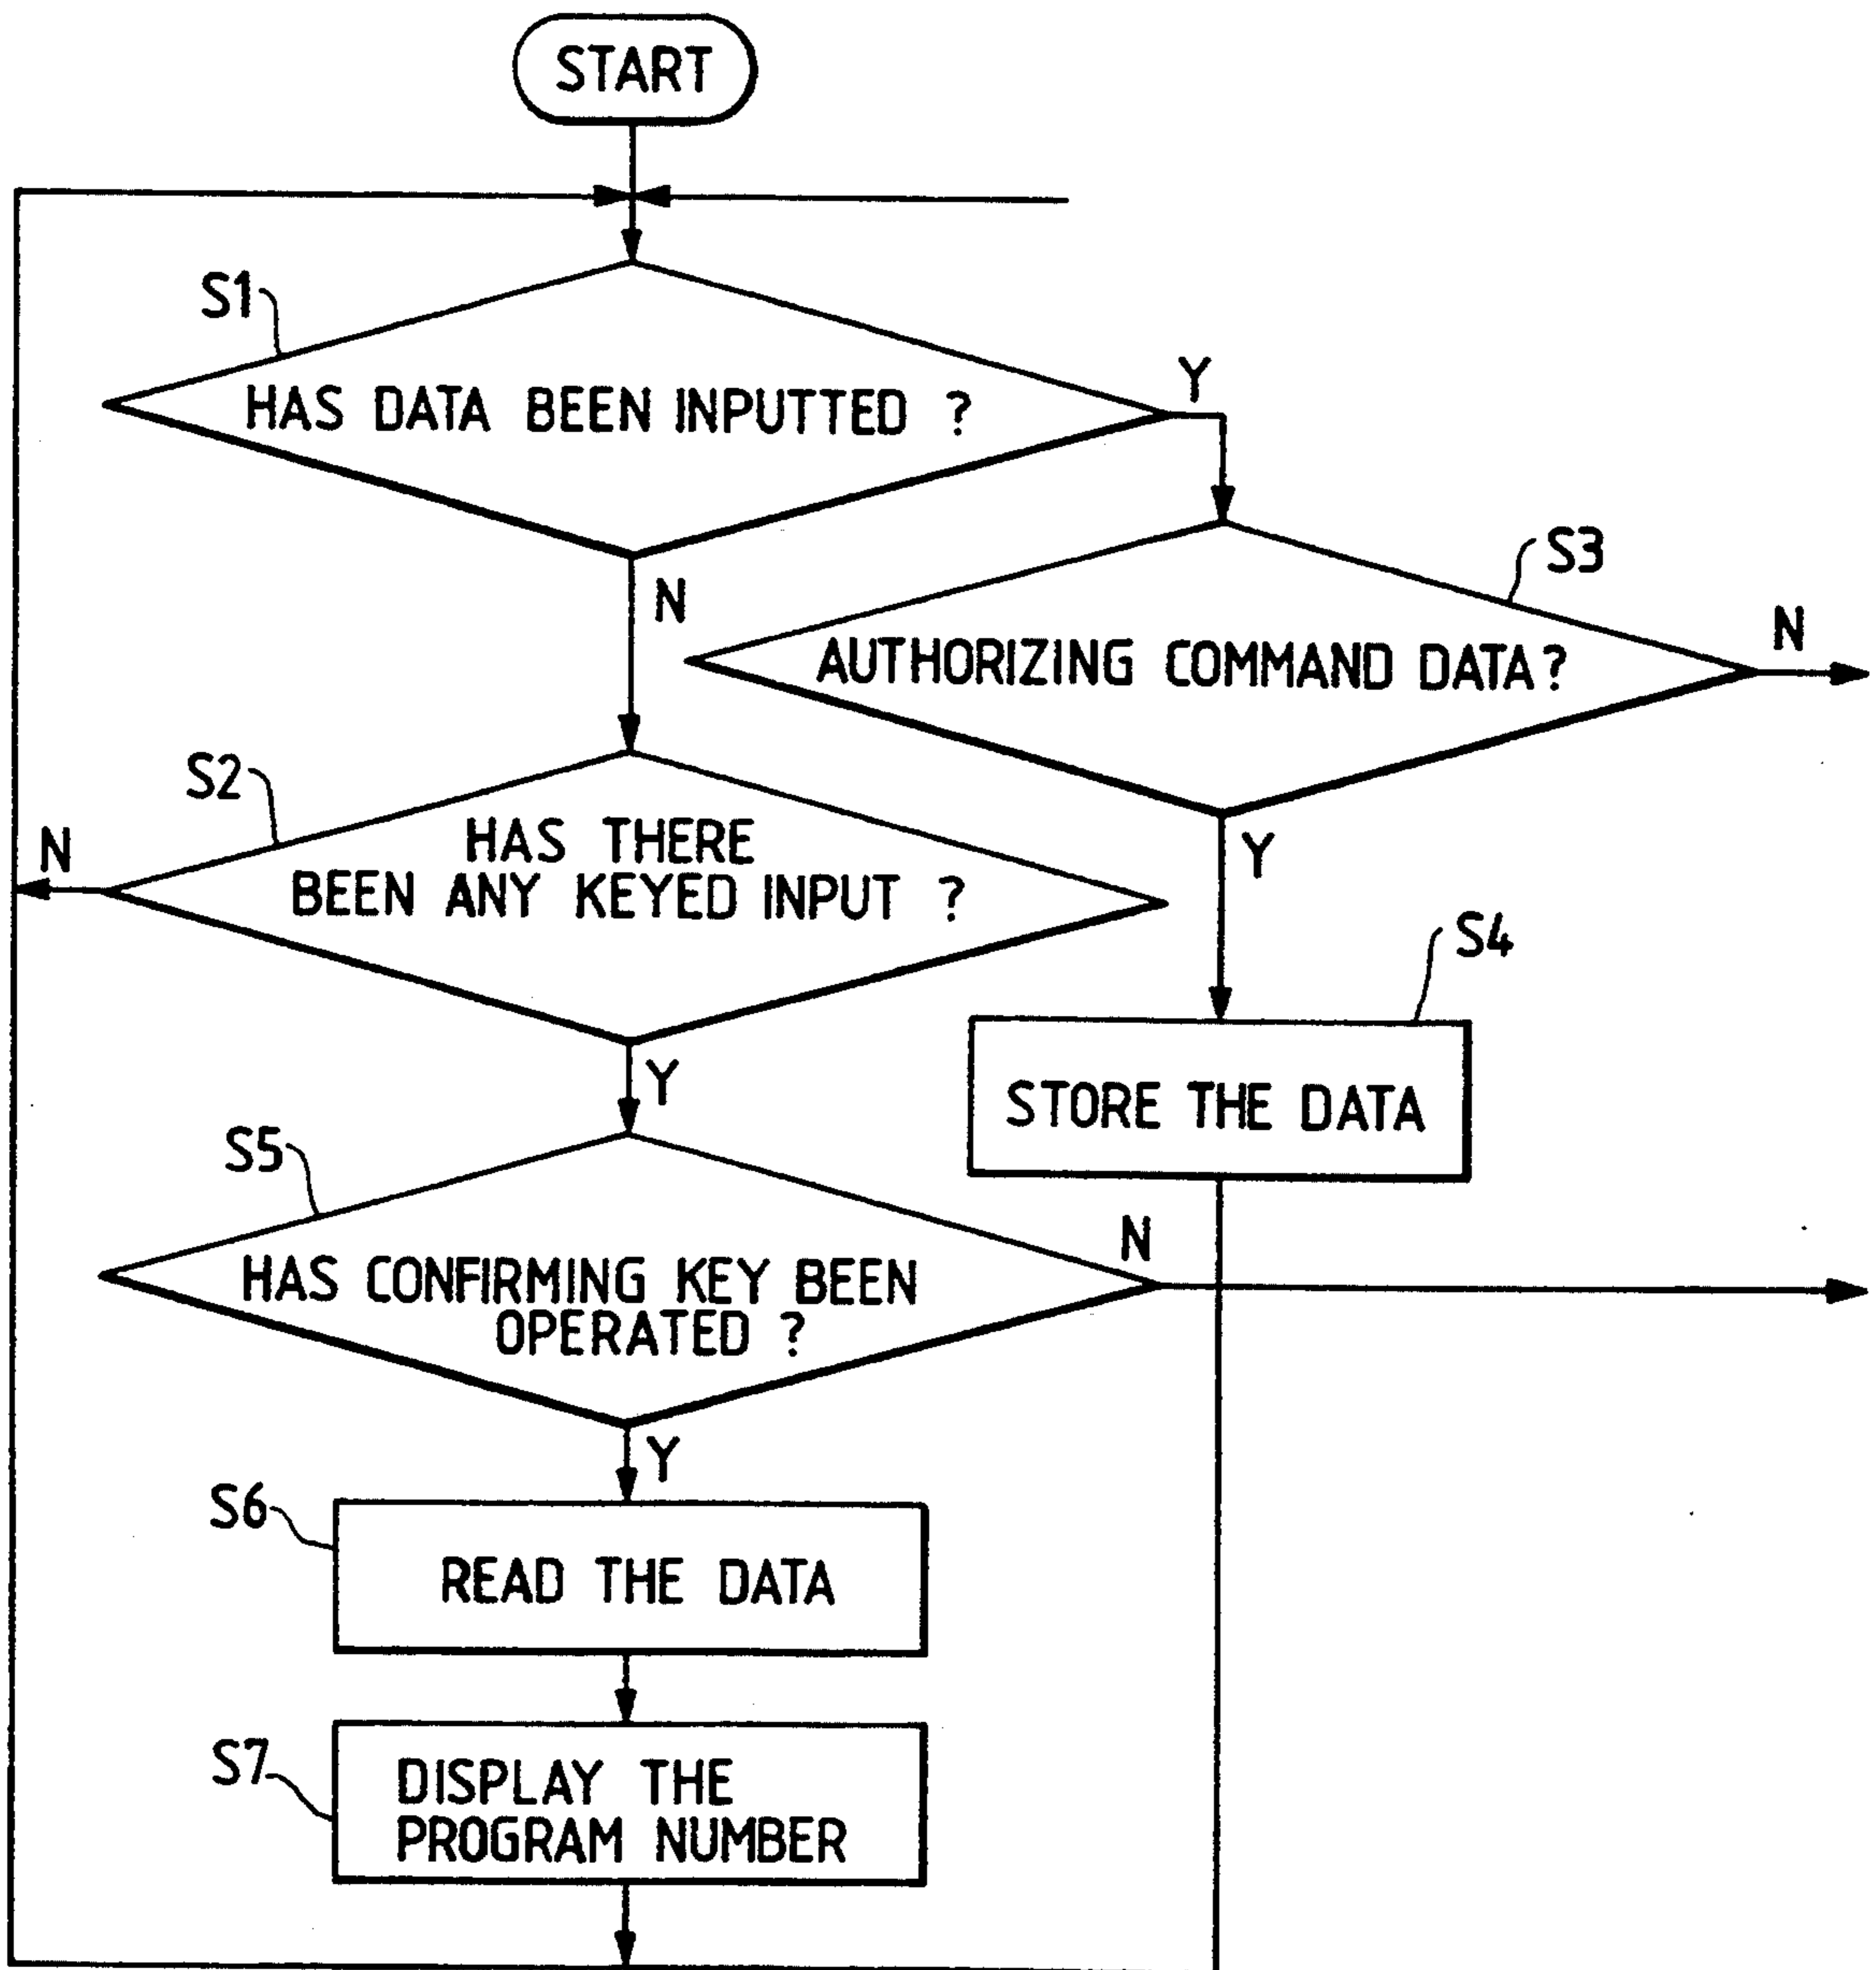 START
S1
HAS DATA BEEN INPUTTED ?
Y
N
S3
AUTHORIZING COMMAND DATA?
N
Y
S2
HAS THERE
BEEN ANY KEYED INPUT ?
N
Y
S4
STORE THE DATA
S5
HAS CONFIRMING KEY BEEN
OPERATED ?
N
Y
S6
READ THE DATA
S7
DISPLAY THE
PROGRAM NUMBER